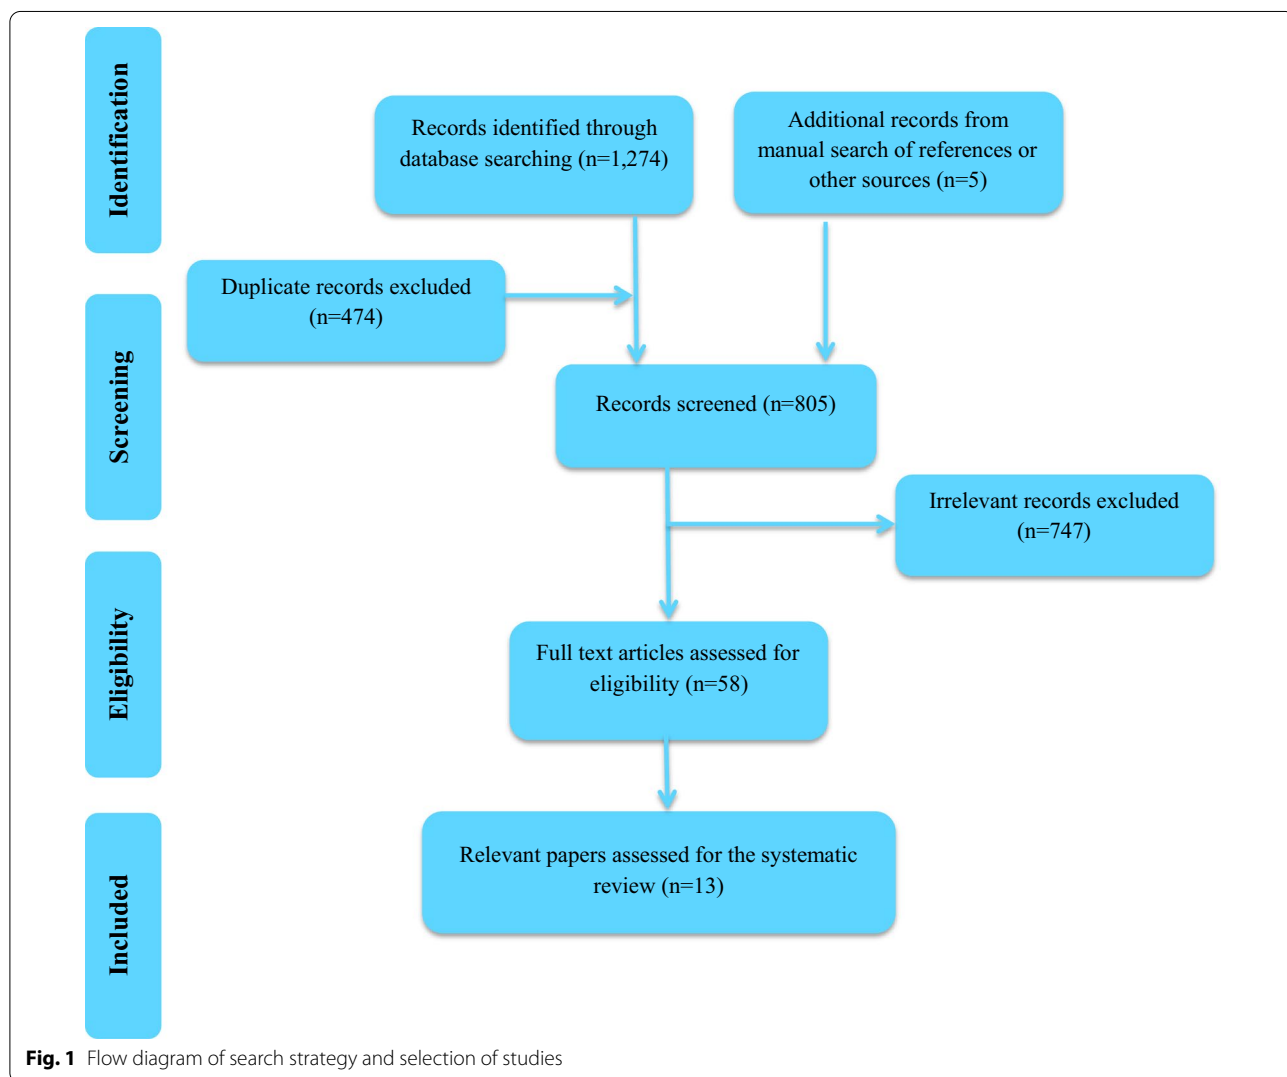 Identification
Records identified through
database searching (n=1,274)
Additional records from
manual search of references or
other sources (n=5)
Duplicate records excluded
(n=474)
Screening
Records screened (n=805)
Irrelevant records excluded
(n=747)
Eligibility
Full text articles assessed for
eligibility (n=58)
Included
Relevant papers assessed for the systematic
review (n=13)
Fig. 1 Flow diagram of search strategy and selection of studies